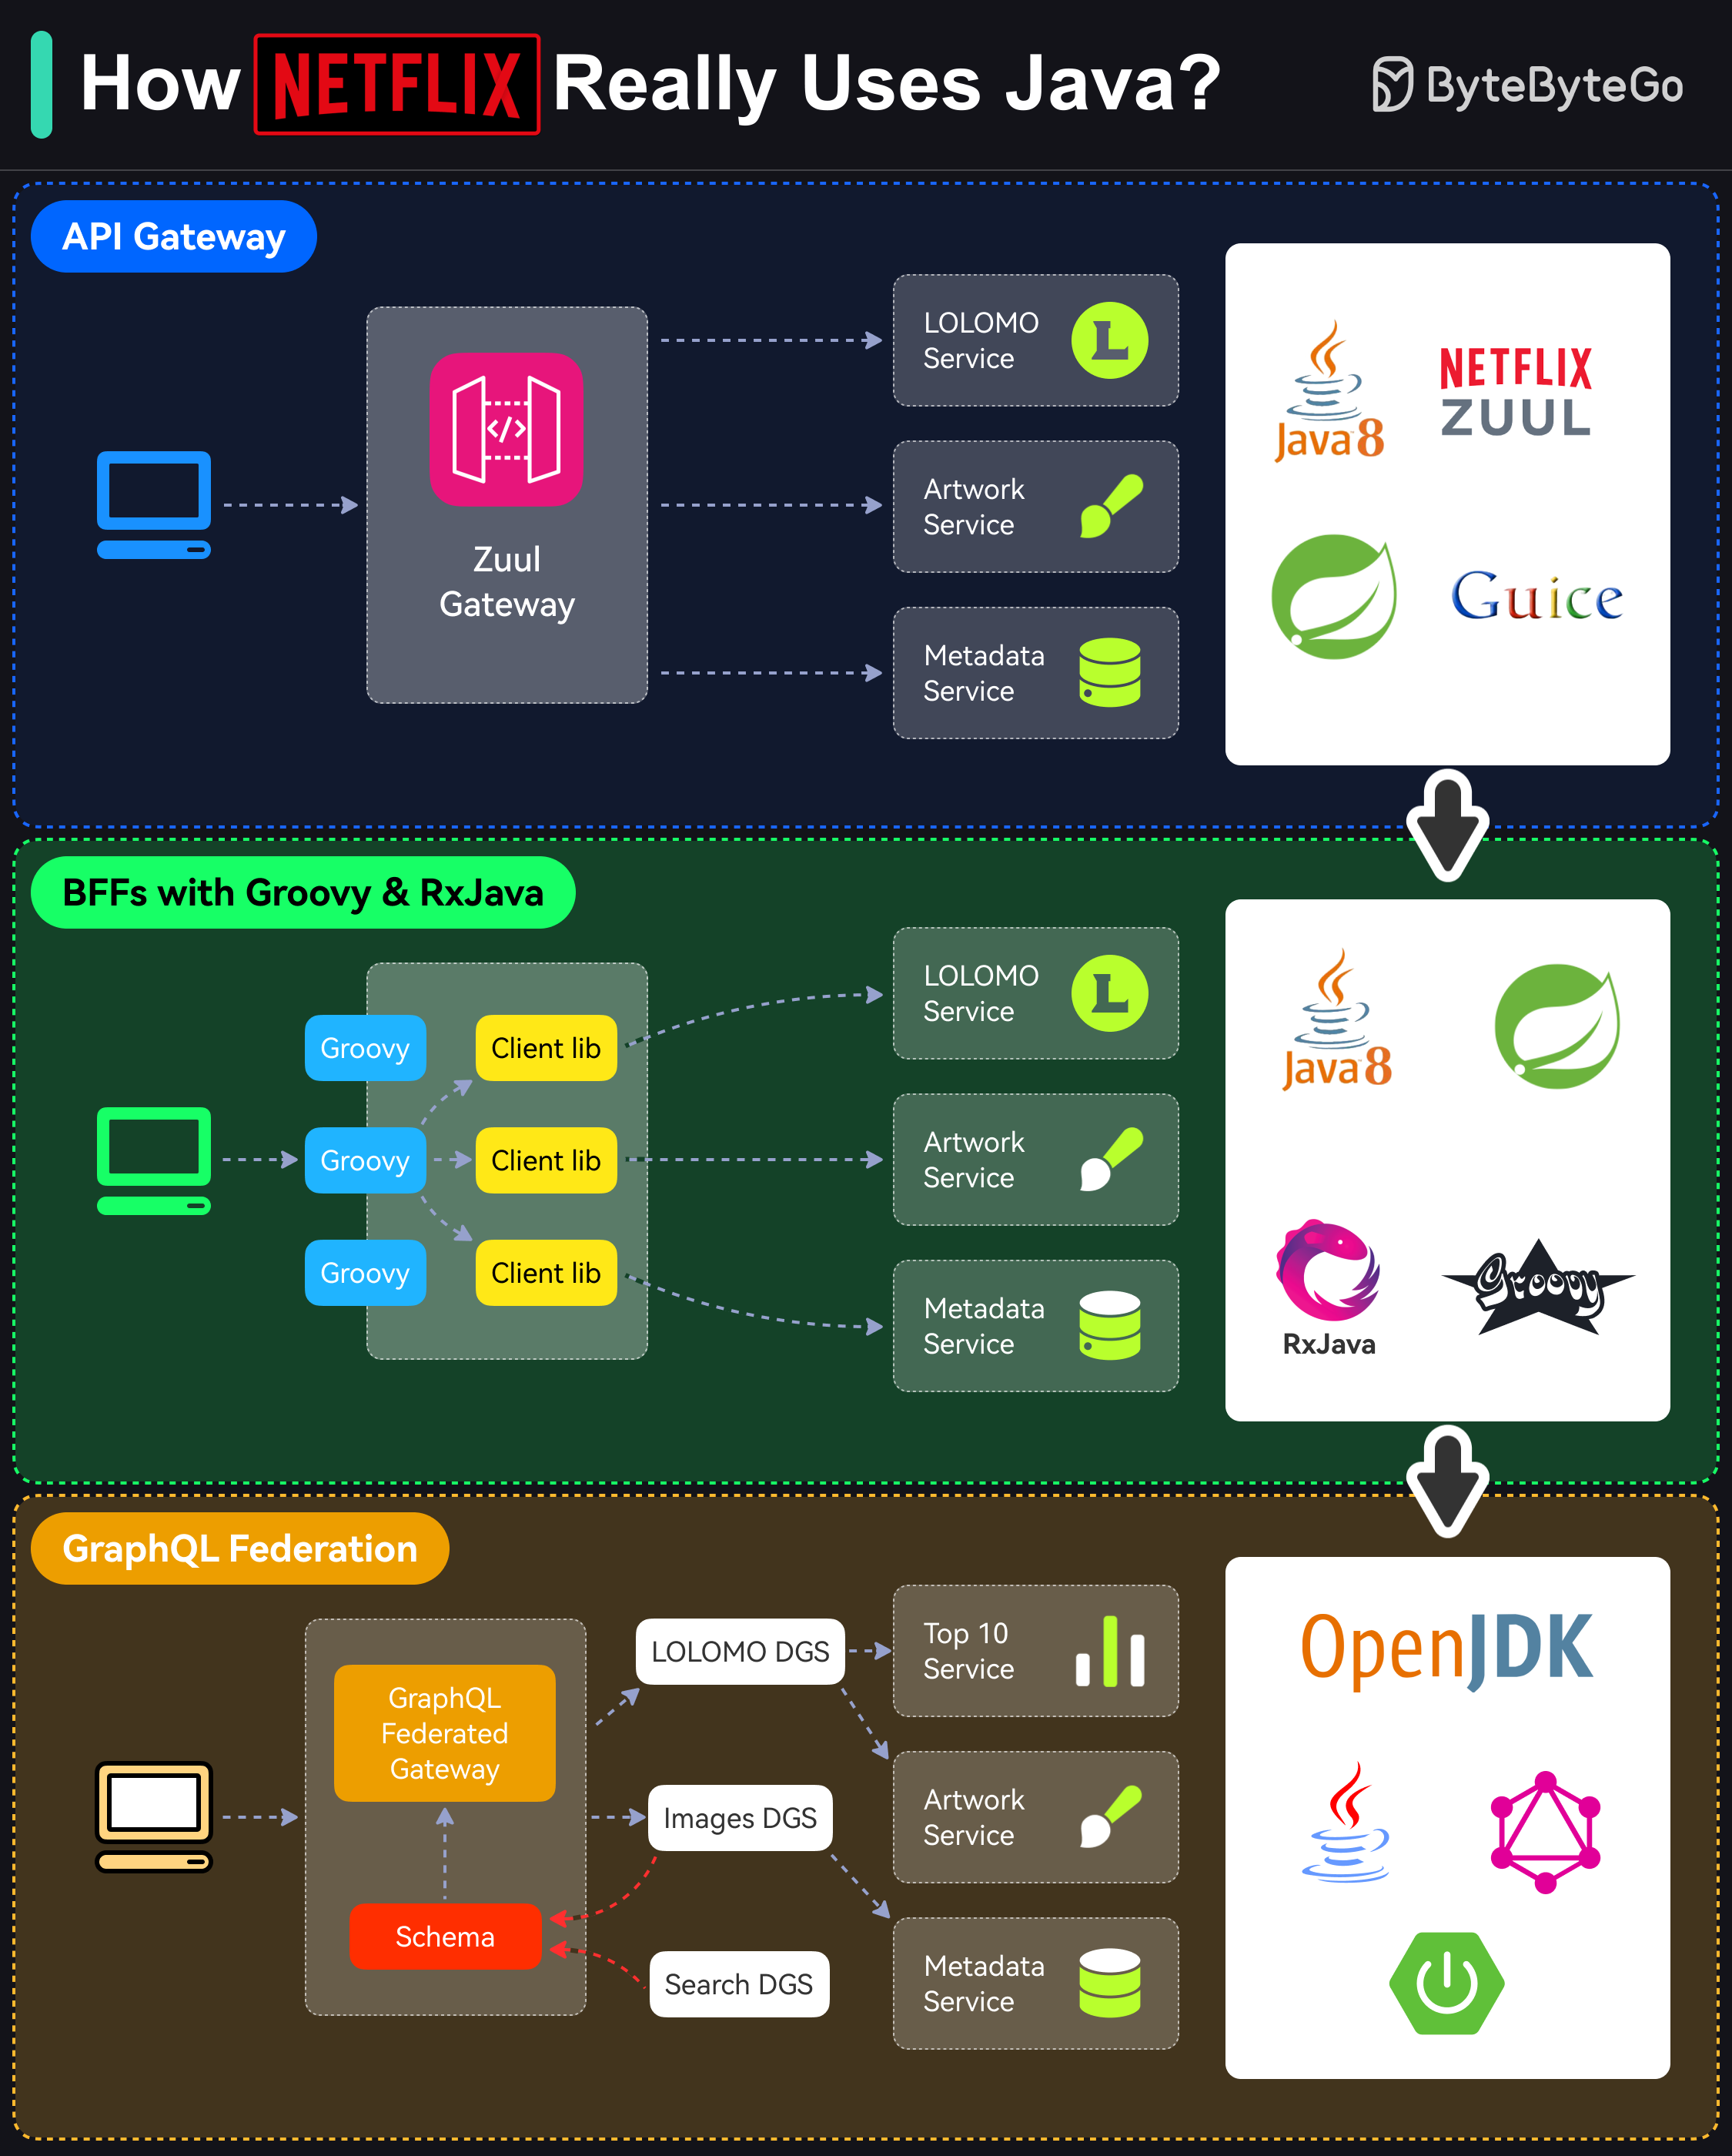 How NETFLIX Really Uses Java?
ByteByteGo
API Gateway
Zuul
Gateway
LOLOMO
Service
L
Artwork
Service
Metadata
Service
Java 8
NETFLIX
ZUUL
Guice
BFFs with Groovy & RxJava
Groovy
Client lib
Groovy
Client lib
Groovy
Client lib
LOLOMO
Service
L
Artwork
Service
Metadata
Service
Java 8
RxJava
Groovy
GraphQL Federation
GraphQL
Federated
Gateway
Schema
LOLOMO DGS
Images DGS
Search DGS
Top 10
Service
Artwork
Service
Metadata
Service
OpenJDK